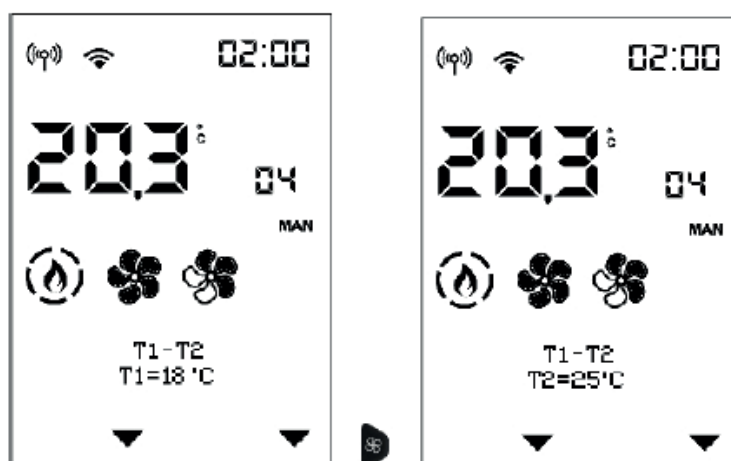 02:00
20.3 °C
04
MAN
T1-T2
T1=18 °C
02:00
20.3 °C
04
MAN
T1-T2
T2=25°C